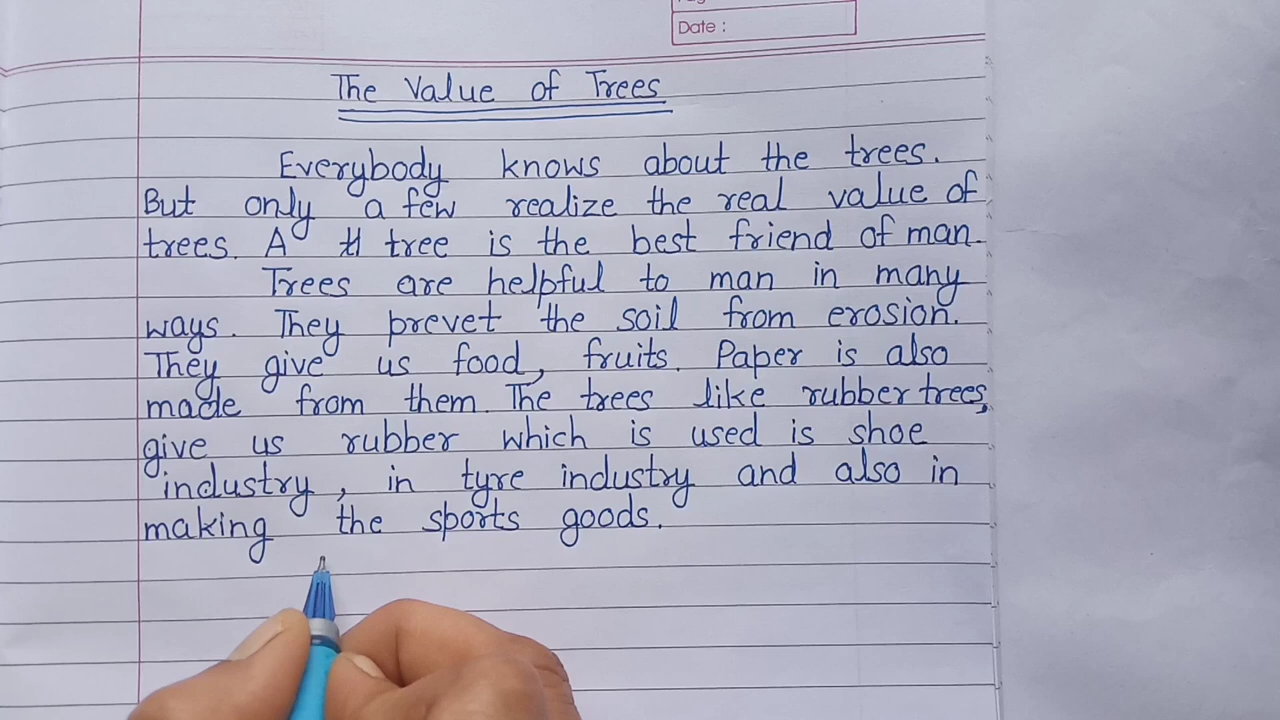 Date :
The Value of Trees
Everybody knows about the trees.
But only a few realize the real value of
trees. A tree is the best friend of man.
Trees are helpful to man in many
ways. They prevet the soil from erosion.
They give us food, fruits. Paper is also
made from them. The trees like rubber trees,
give us rubber which is used is shoe
industry, in tyre industry and also in
making the sports goods.